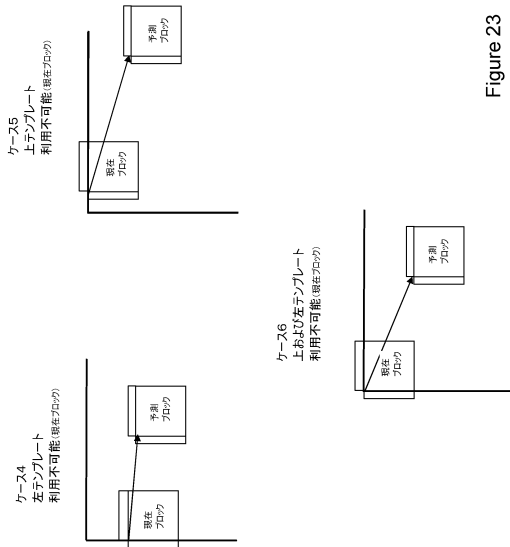 ケース4
左テンプレート
利用不可能(現在ブロック)
現在
ブロック
予測
ブロック
ケース5
上テンプレート
利用不可能(現在ブロック)
現在
ブロック
予測
ブロック
ケース6
上および左テンプレート
利用不可能(現在ブロック)
現在
ブロック
予測
ブロック
Figure 23